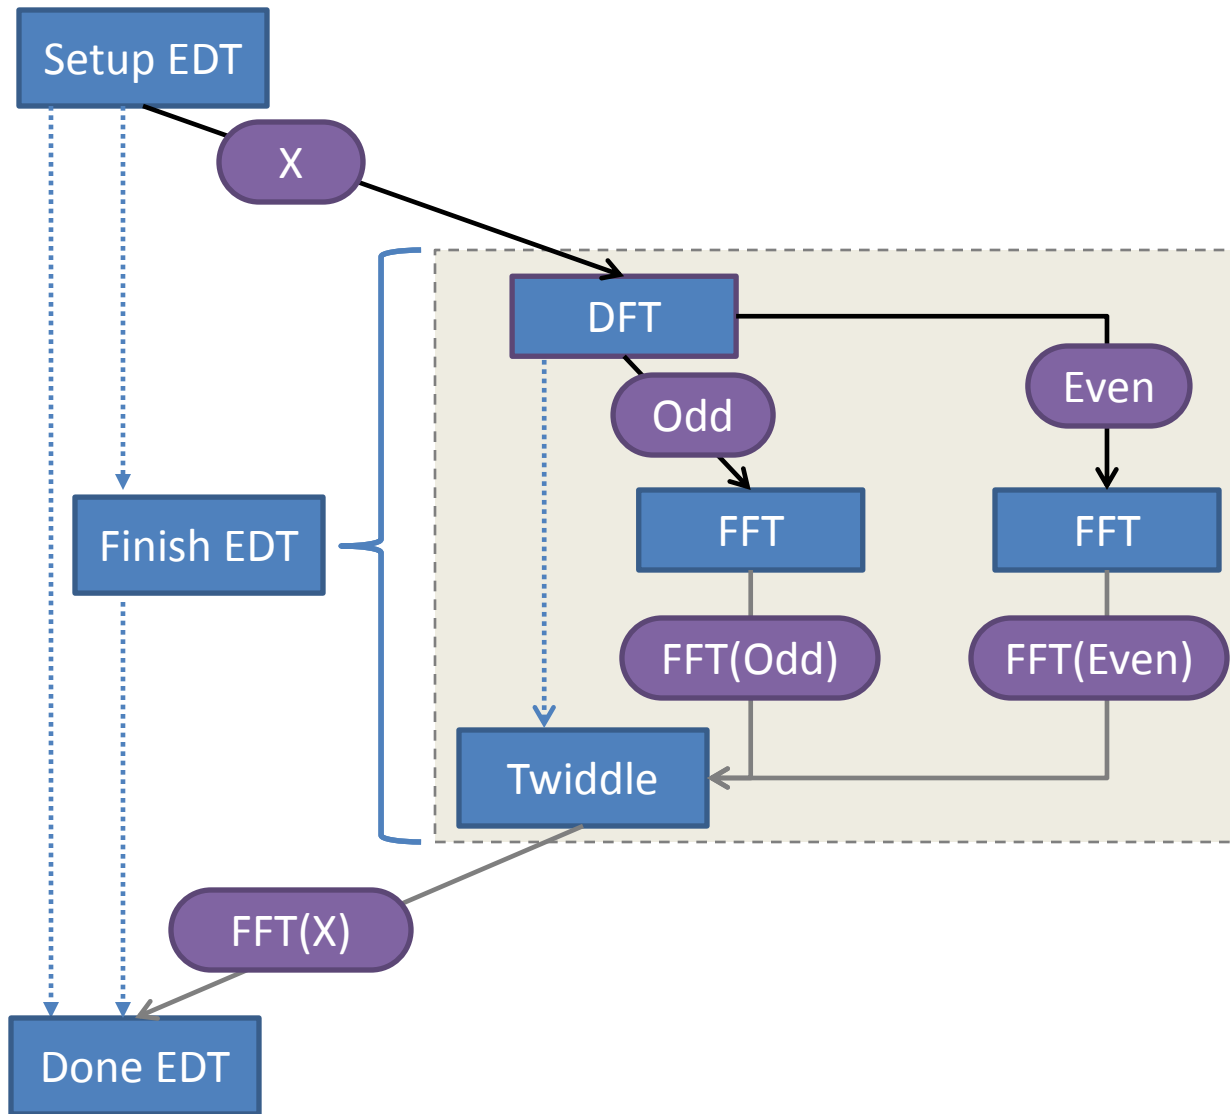 Setup EDT
X
DFT
Odd
Even
FFT
FFT
Finish EDT
FFT(Odd)
FFT(Even)
Twiddle
FFT(X)
Done EDT